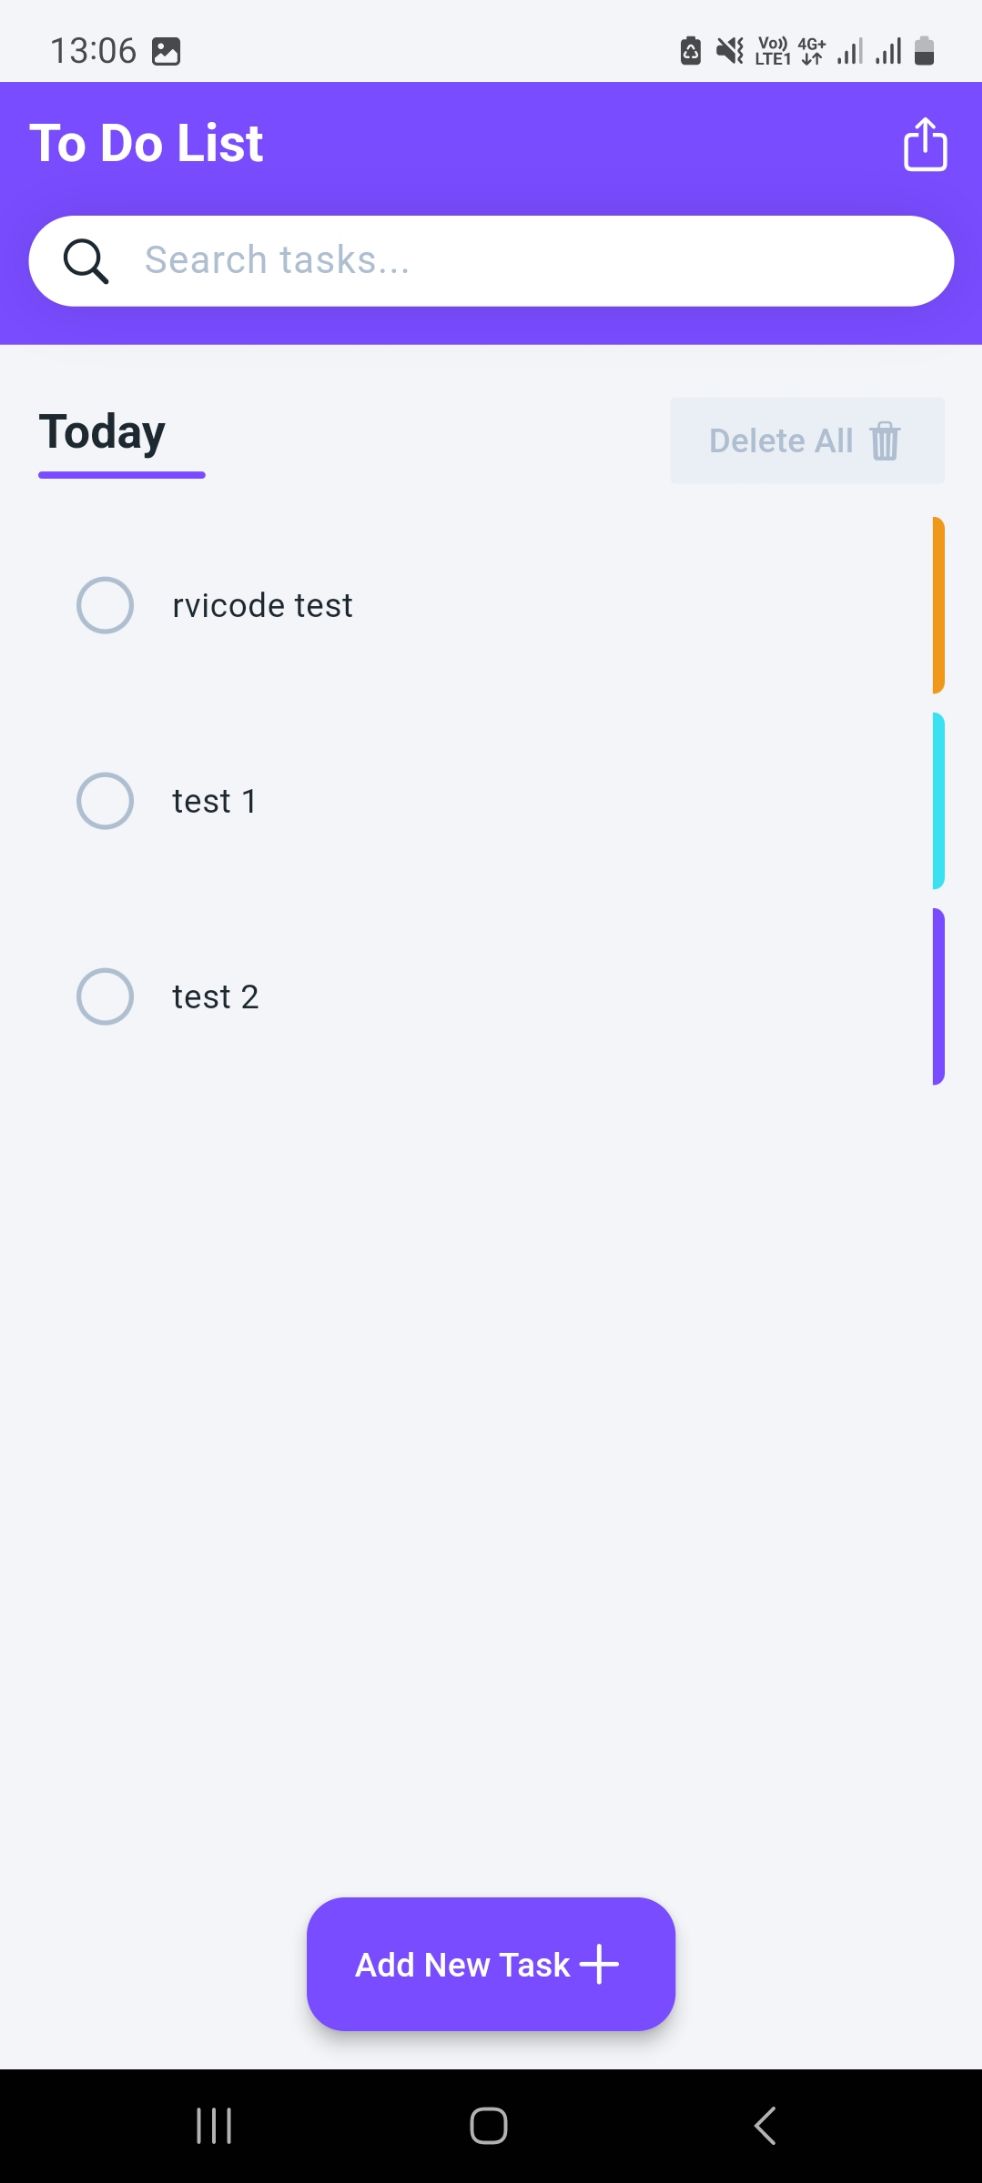 13:06 Vo)) LTE1 4G+
To Do List
Search tasks...
Today
Delete All
rvicode test
test 1
test 2
Add New Task